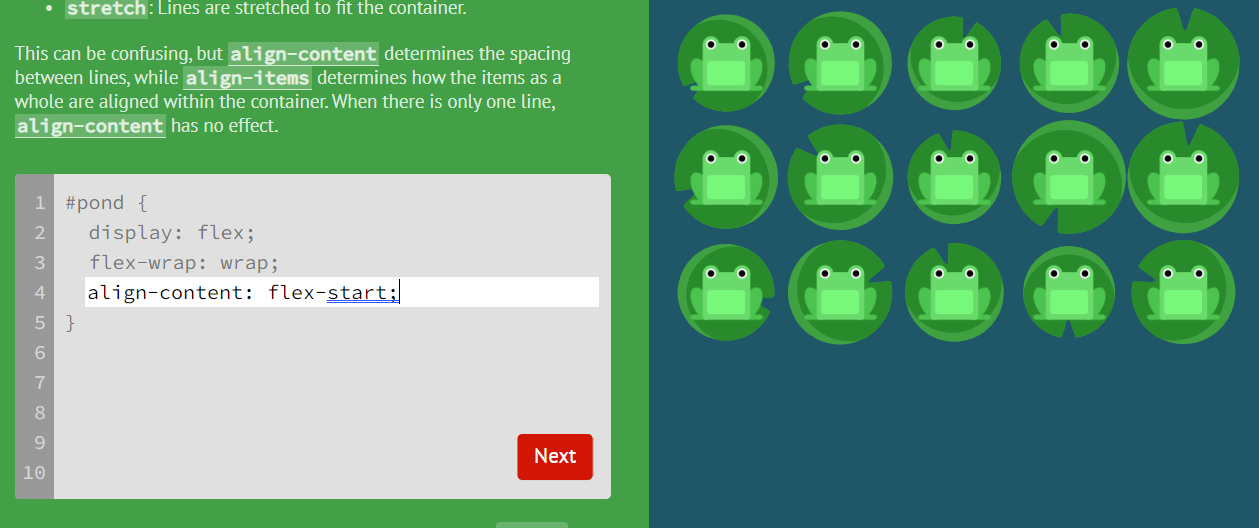 • stretch: Lines are stretched to fit the container.
This can be confusing, but align-content determines the spacing
between lines, while align-items determines how the items as a
whole are aligned within the container. When there is only one line,
align-content has no effect.
1 #pond {
2 display: flex;
3 flex-wrap: wrap;
4 align-content: flex-start;
5 }
6
7
8
9
10
Next